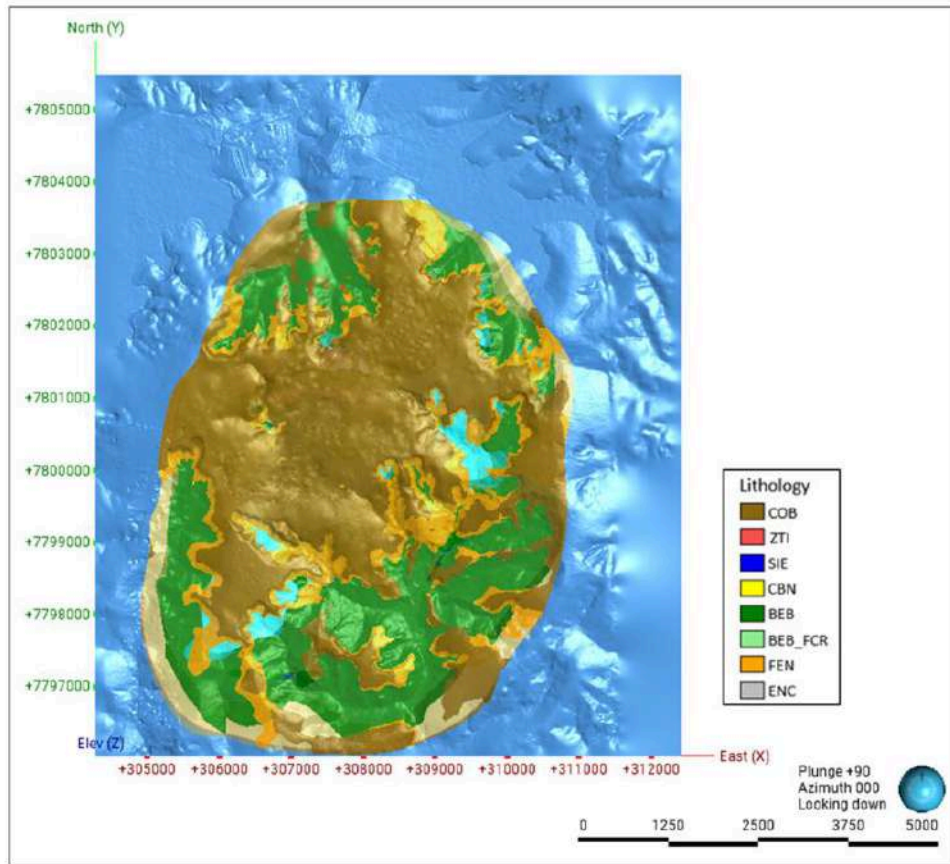 North (Y)
+7805000
+7804000
+7803000
+7802000
+7801000
+7800000
+7799000
+7798000
+7797000
Elev (Z)
+305000 +306000 +307000 +308000 +309000 +310000 +311000 +312000
East (X)
Lithology
COB
ZTI
SIE
CBN
BEB
BEB_FCR
FEN
ENC
Plunge +90
Azimuth 000
Looking down
0 1250 2500 3750 5000